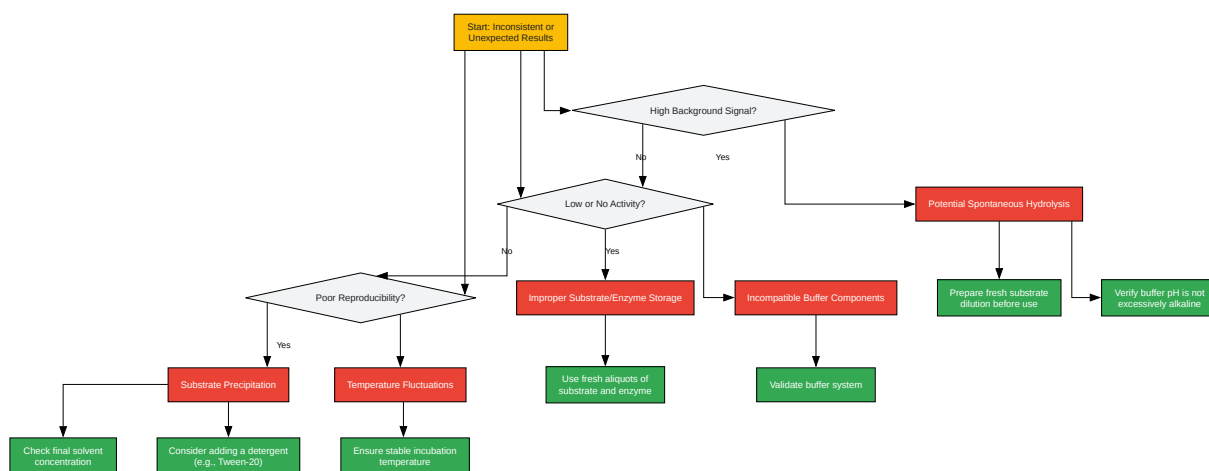 Start: Inconsistent or
Unexpected Results
High Background Signal?
No
Yes
Low or No Activity?
Potential Spontaneous Hydrolysis
No
Yes
Poor Reproducibility?
Improper Substrate/Enzyme Storage
Incompatible Buffer Components
Prepare fresh substrate
dilution before use
Verify buffer pH is not
excessively alkaline
Yes
Substrate Precipitation
Temperature Fluctuations
Use fresh aliquots of
substrate and enzyme
Validate buffer system
Check final solvent
concentration
Consider adding a detergent
(e.g., Tween-20)
Ensure stable incubation
temperature